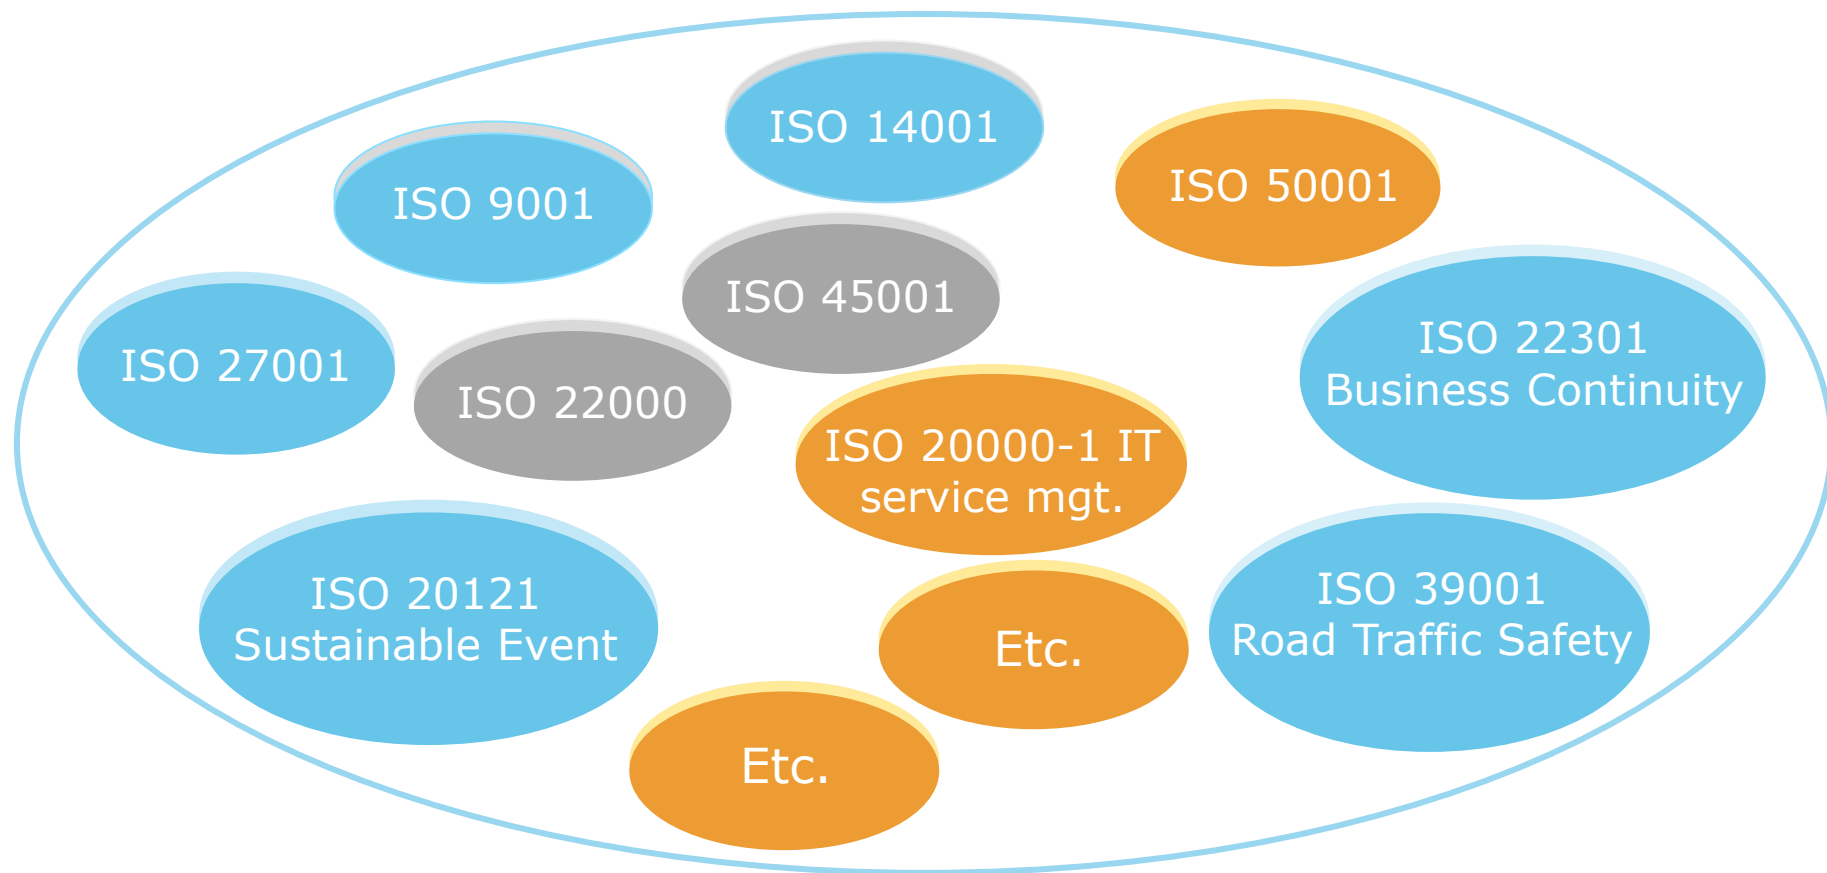 ISO 14001
ISO 50001
ISO 9001
ISO 45001
ISO 27001
ISO 22000
ISO 22301
Business Continuity
ISO 20000-1 IT
service mgt.
ISO 20121
Sustainable Event
ISO 39001
Road Traffic Safety
Etc.
Etc.